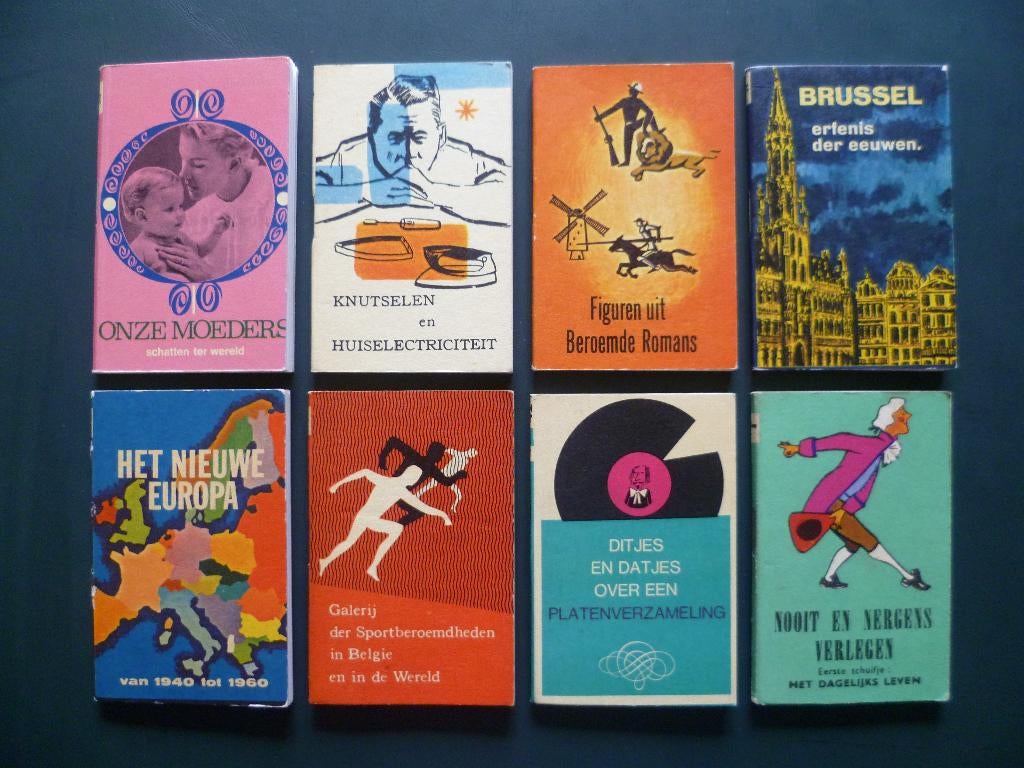 ONZE MOEDERS
schatten ter wereld
KNUTSELEN
en
HUISELECTRICITEIT
Figuren uit
Beroemde Romans
BRUSSEL
erfenis
der eeuwen.
HET NIEUWE
EUROPA
van 1940 tot 1960
Galerij
der Sportberoemdheden
in Belgie
en in de Wereld
DITJES
EN DATJES
OVER EEN
PLATENVERZAMELING
NOOIT EN NERGENS
VERLEGEN
Eerste schuifje:
HET DAGELIJKS LEVEN